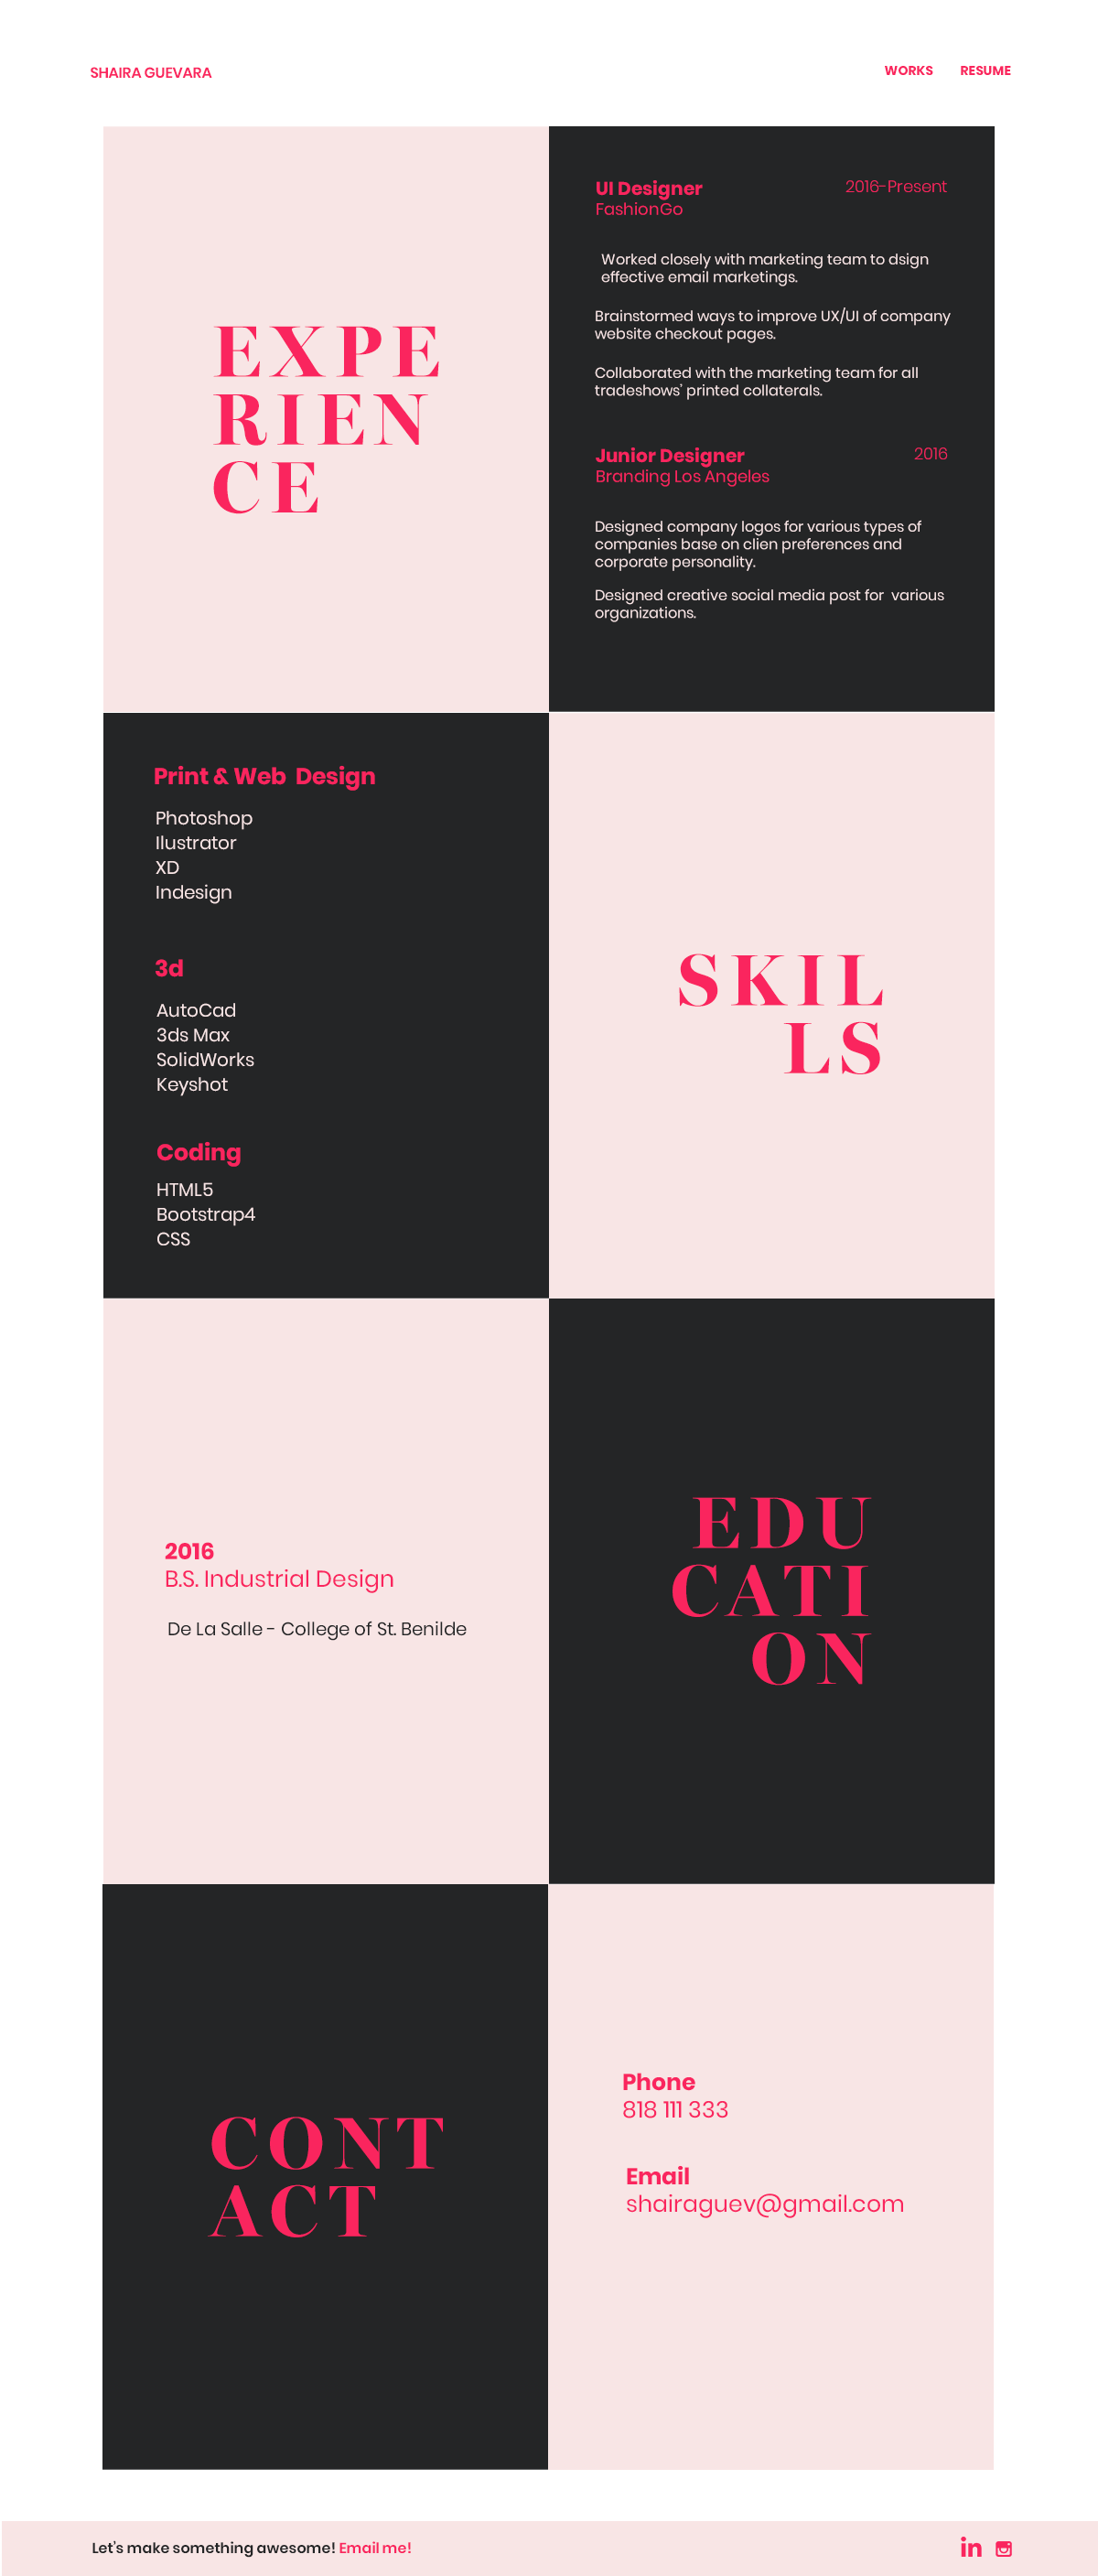 SHAIRA GUEVARA
WORKS RESUME
EXPE
RIEN
CE
UI Designer 2016-Present
FashionGo
Worked closely with marketing team to dsign
effective email marketings.
Brainstormed ways to improve UX/UI of company
website checkout pages.
Collaborated with the marketing team for all
tradeshows' printed collaterals.
Junior Designer 2016
Branding Los Angeles
Designed company logos for various types of
companies base on clien preferences and
corporate personality.
Designed creative social media post for various
organizations.
Print & Web Design
Photoshop
Ilustrator
XD
Indesign
3d
AutoCad
3ds Max
SolidWorks
Keyshot
Coding
HTML5
Bootstrap4
CSS
SKIL
LS
2016
B.S. Industrial Design
De La Salle - College of St. Benilde
EDU
CATI
ON
CONT
ACT
Phone
818 111 333
Email
shairaguev@gmail.com
Let's make something awesome! Email me!
in